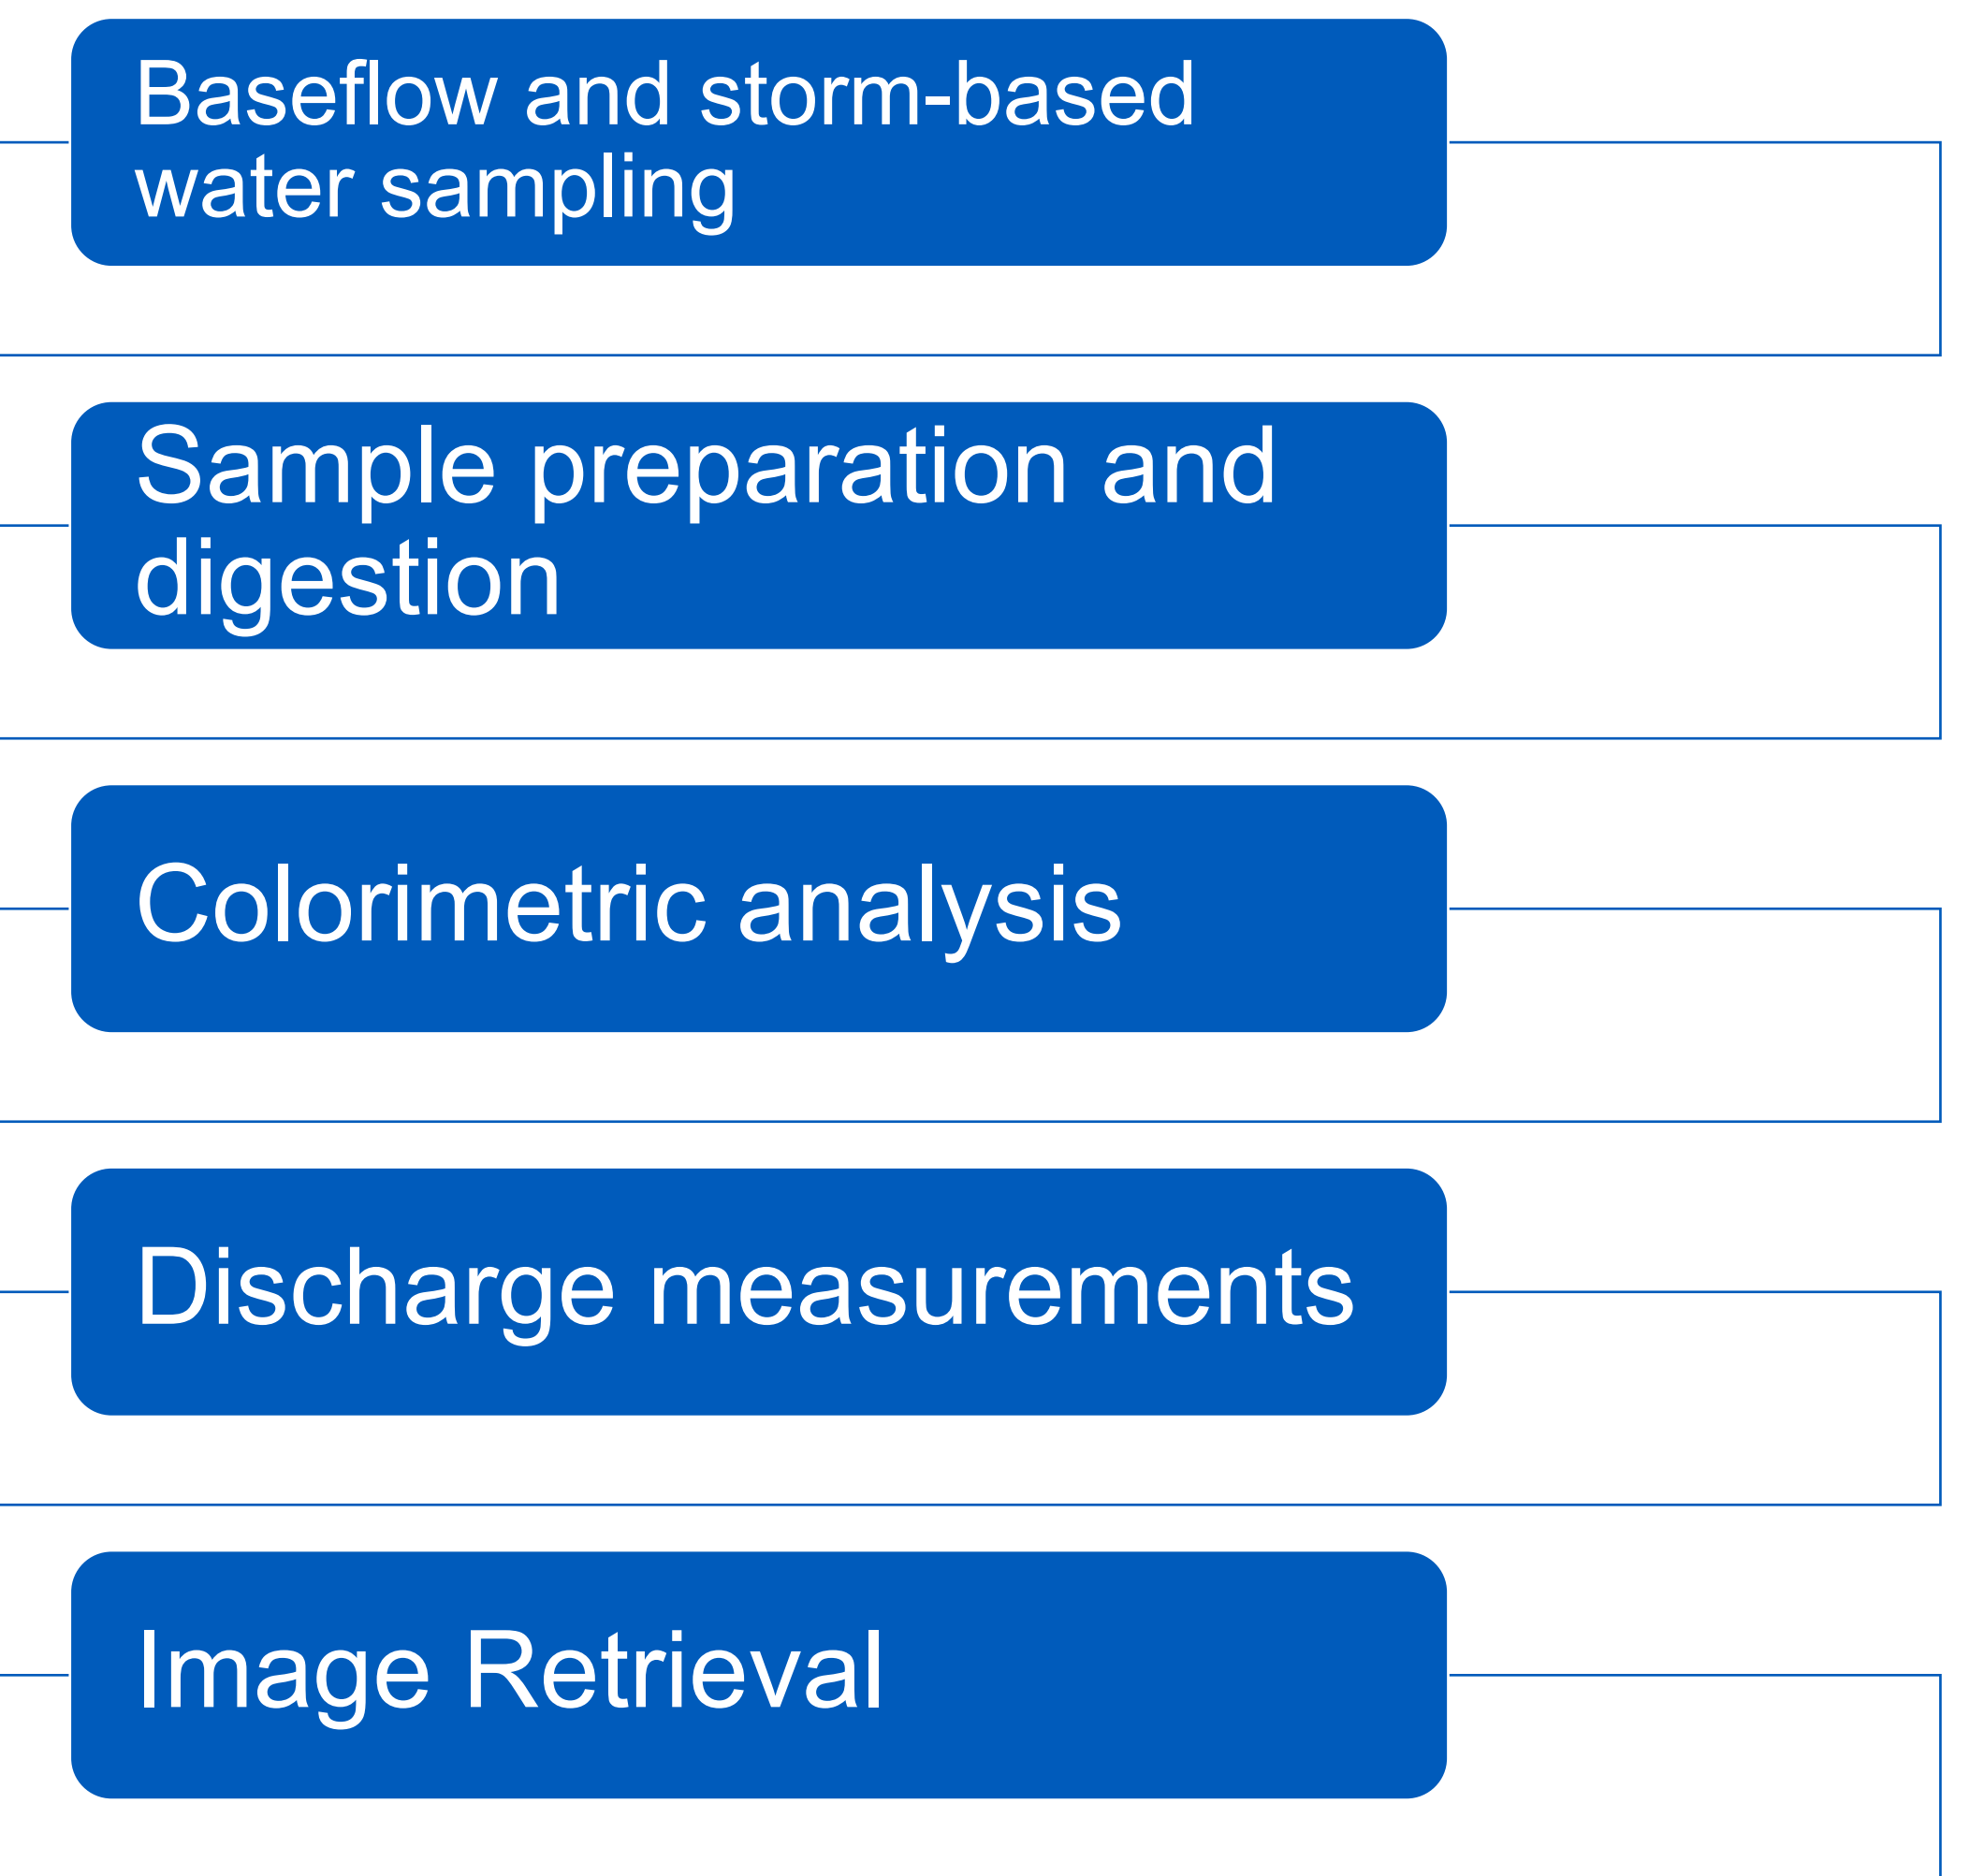 Baseflow and storm-based
water sampling
Sample preparation and
digestion
Colorimetric analysis
Discharge measurements
Image Retrieval